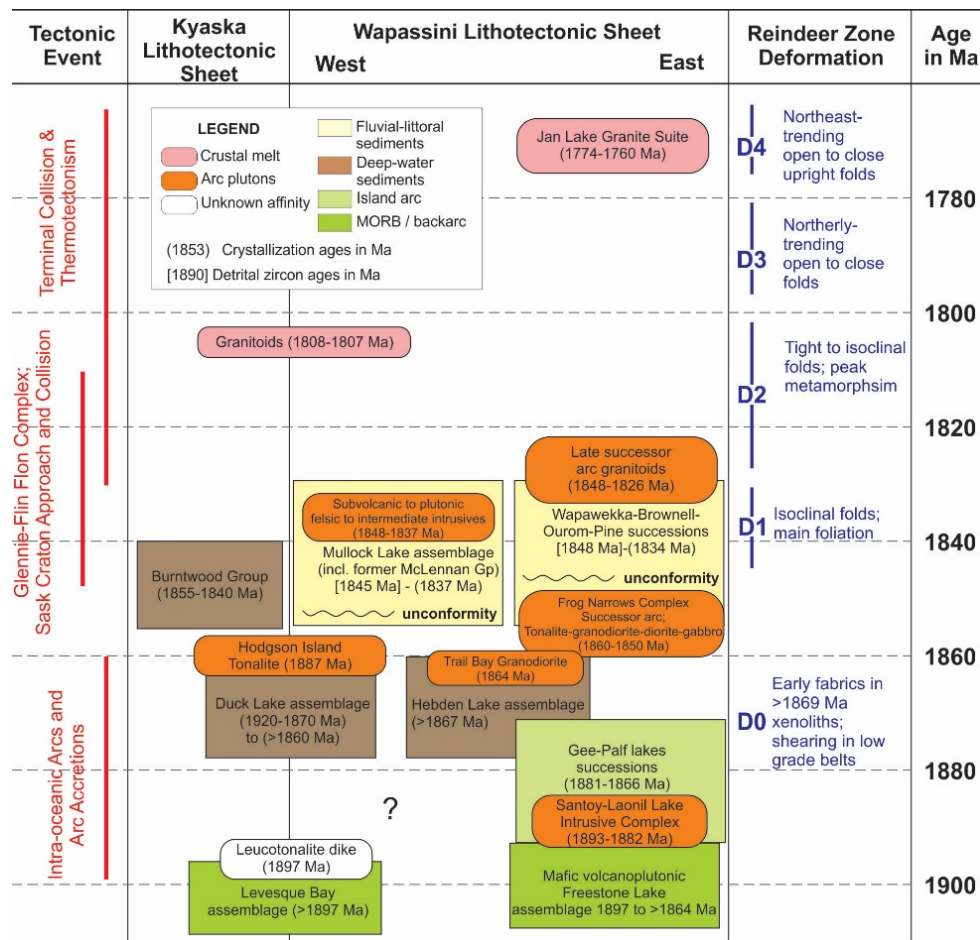 Tectonic
Event
Kyaska
Lithotectonic
Sheet
Wapassini Lithotectonic Sheet
West
East
Reindeer Zone
Deformation
Age
in Ma
Terminal Collision &
Thermotectonism
Glennie-Flin Flon Complex;
Sask Craton Approach and Collision
Intra-oceanic Arcs and
Arc Accretions
LEGEND
Crustal melt
Arc plutons
Unknown affinity
Fluvial-littoral
sediments
Deep-water
sediments
Island arc
MORB / backarc
(1853) Crystallization ages in Ma
[1890] Detrital zircon ages in Ma
Jan Lake Granite Suite
(1774-1760 Ma)
Granitoids (1808-1807 Ma)
Late successor
arc granitoids
(1848-1826 Ma)
Subvolcanic to plutonic
felsic to intermediate intrusives
(1848-1837 Ma)
Mullock Lake assemblage
(incl. former McLennan Gp)
[1845 Ma] - (1837 Ma)
unconformity
Wapawekka-Brownell-
Ourom-Pine successions
[1848 Ma]-(1834 Ma)
unconformity
Burntwood Group
(1855-1840 Ma)
Frog Narrows Complex
Successor arc;
Tonalite-granodiorite-diorite-gabbro
(1860-1850 Ma)
Hodgson Island
Tonalite (1887 Ma)
Trail Bay Granodiorite
(1864 Ma)
Duck Lake assemblage
(1920-1870 Ma)
to (>1860 Ma)
Hebden Lake assemblage
(>1867 Ma)
Gee-Palf lakes
successions
(1881-1866 Ma)
?
Santoy-Laonil Lake
Intrusive Complex
(1893-1882 Ma)
Leucotonalite dike
(1897 Ma)
Levesque Bay
assemblage (>1897 Ma)
Mafic volcanoplutonic
Freestone Lake
assemblage 1897 to >1864 Ma
D4
Northeast-
trending
open to close
upright folds
D3
Northerly-
trending
open to close
folds
D2
Tight to isoclinal
folds; peak
metamorphsim
D1
Isoclinal folds;
main foliation
D0
Early fabrics in
>1869 Ma
xenoliths;
shearing in low
grade belts
1780
1800
1820
1840
1860
1880
1900